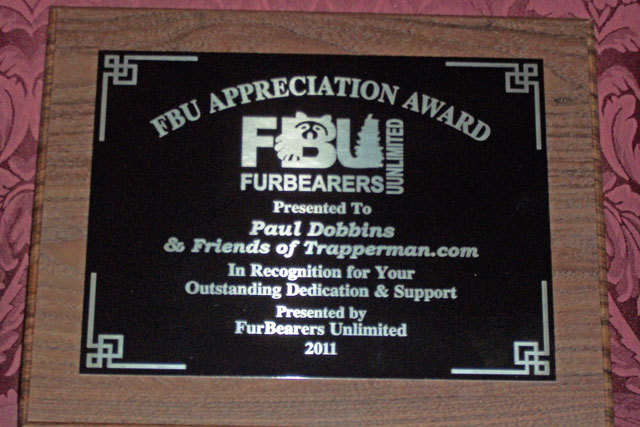 FBU APPRECIATION AWARD
FBU
FURBEARERS
UUNLIMITED
Presented To
Paul Dobbins
& Friends of Trapperman.com
In Recognition for Your
Outstanding Dedication & Support
Presented by
FurBearers Unlimited
2011